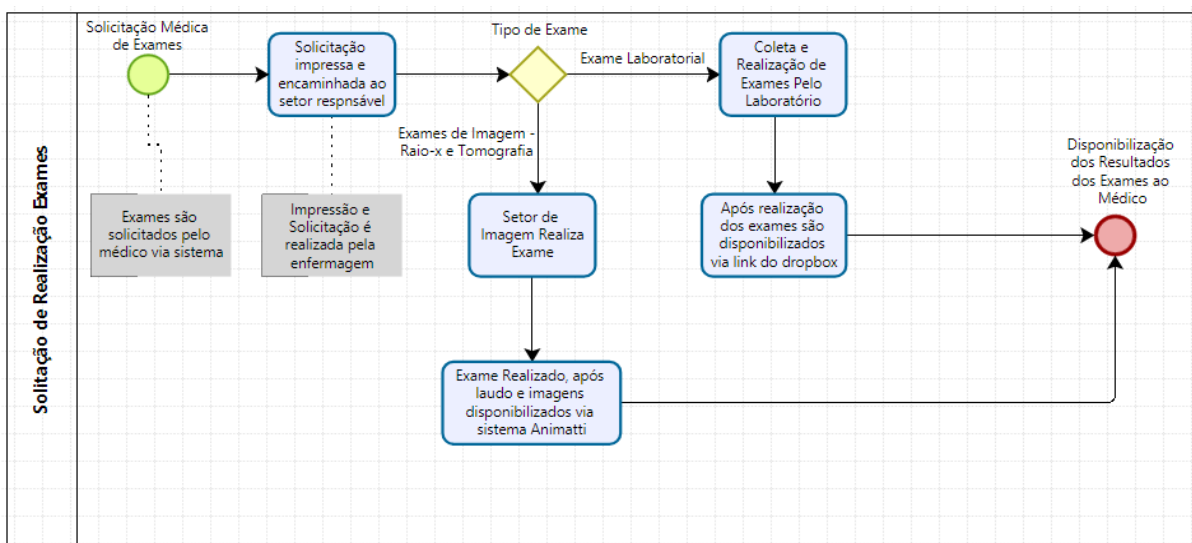 Solitação de Realização Exames
Solicitação Médica
de Exames
Solicitação
impressa e
encaminhada ao
setor respnsável
Tipo de Exame
Exame Laboratorial
Coleta e
Realização de
Exames Pelo
Laboratório
Exames de Imagem -
Raio-x e Tomografia
Disponibilização
dos Resultados
dos Exames ao
Médico
Exames são
solicitados pelo
médico via sistema
Impressão e
Solicitação é
realizada pela
enfermagem
Setor de
Imagem Realiza
Exame
Após realização
dos exames são
disponibilizados
via link do dropbox
Exame Realizado, após
laudo e imagens
disponibilizados via
sistema Animatti